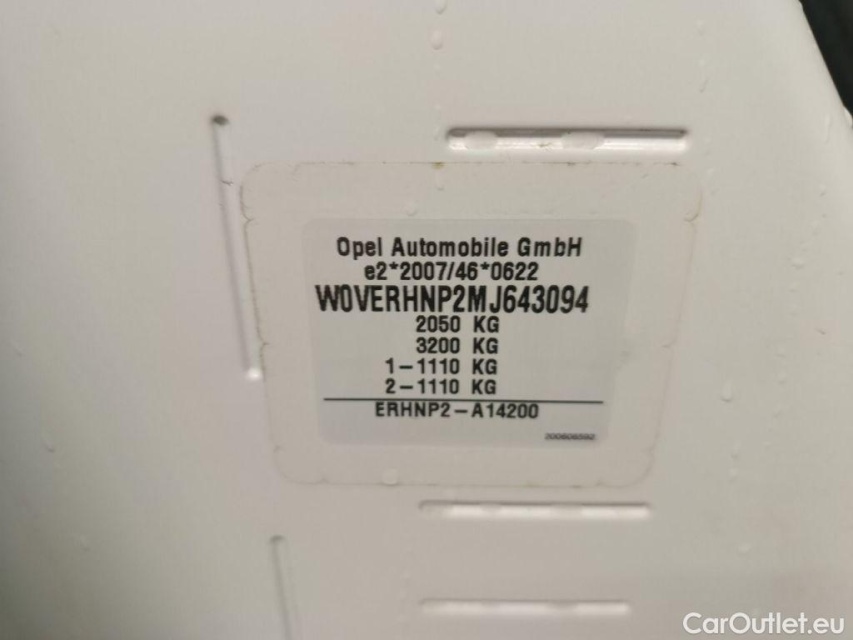 Opel Automobile GmbH
e2*2007/46*0622
W0VERHNP2MJ643094
2050 KG
3200 KG
1-1110 KG
2-1110 KG
ERHNP2-A14200
CarOutlet.eu